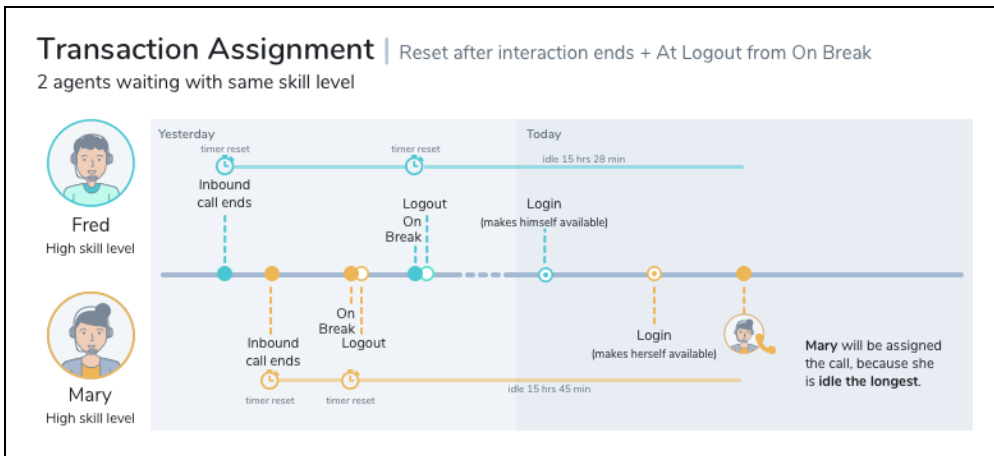 Transaction Assignment | Reset after interaction ends + At Logout from On Break
2 agents waiting with same skill level
Yesterday
Today
timer reset
timer reset
idle 15 hrs 28 min
Inbound
call ends
Logout
On
Break
Login
(makes himself available)
Fred
High skill level
On
Break
Logout
Inbound
call ends
Login
(makes herself available)
Mary will be assigned
the call, because she
is idle the longest.
idle 15 hrs 45 min
timer reset
timer reset
Mary
High skill level